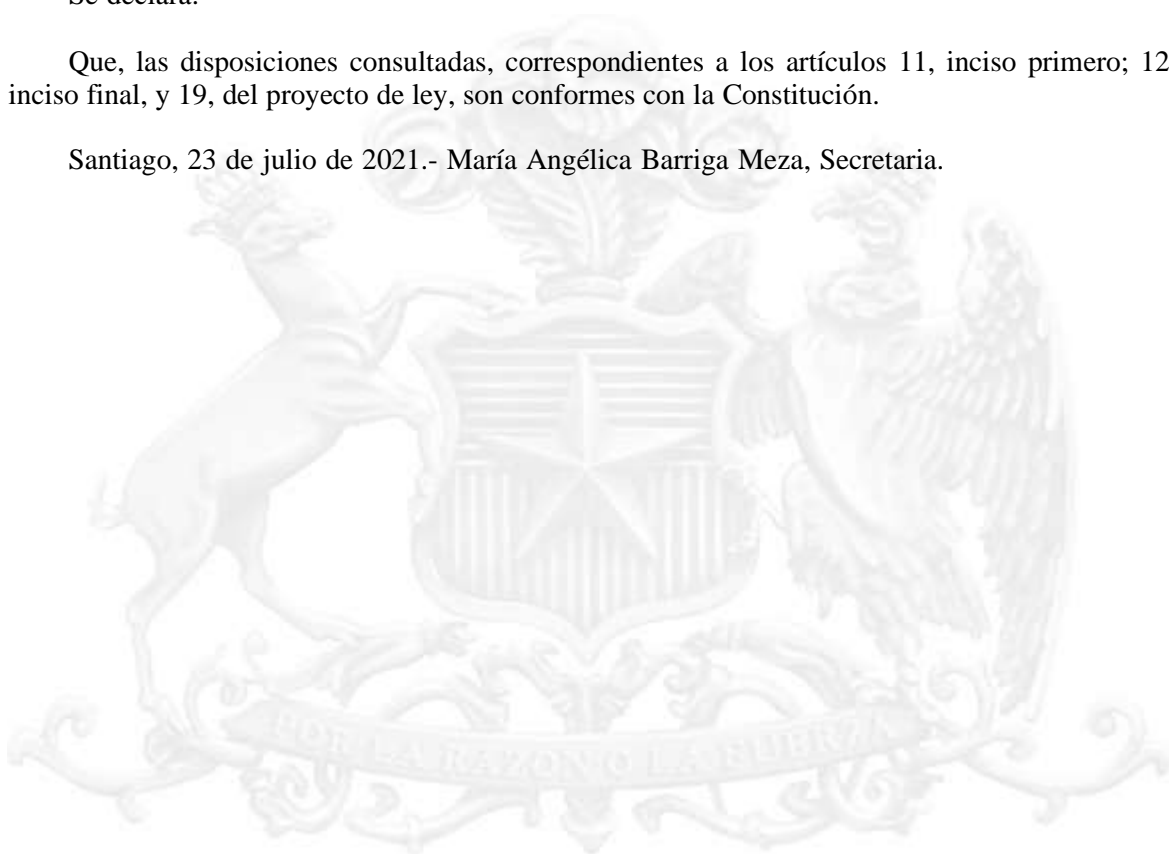 Se declara:
Que, las disposiciones consultadas, correspondientes a los artículos 11, inciso primero; 12
inciso final, y 19, del proyecto de ley, son conformes con la Constitución.
Santiago, 23 de julio de 2021.- María Angélica Barriga Meza, Secretaria.
POR LA RAZON O LA FUERZA